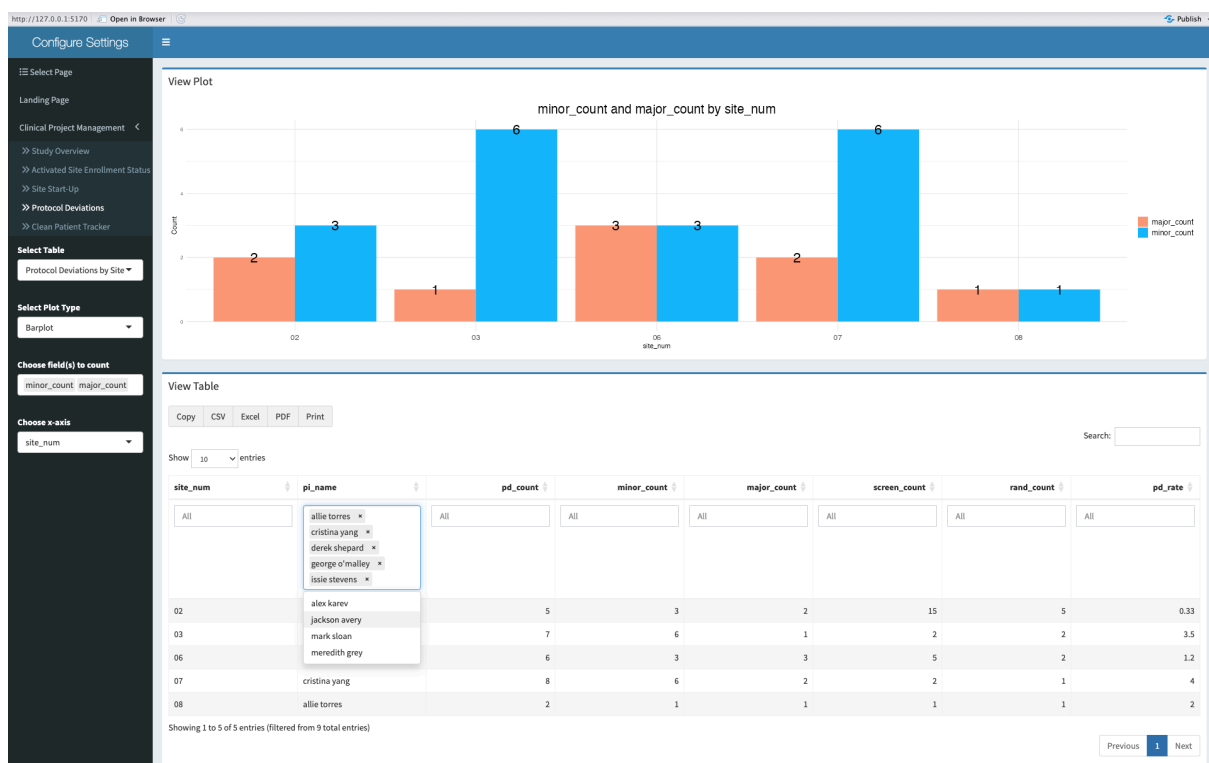 http://127.0.0.1:5170 Open in Browser Publish
Configure Settings
Select Page
Landing Page
Clinical Project Management
Study Overview
Activated Site Enrollment Status
Site Start-Up
Protocol Deviations
Clean Patient Tracker
Select Table
Protocol Deviations by Site
Select Plot Type
Barplot
Choose field(s) to count
minor_count major_count
Choose x-axis
site_num
View Plot
minor_count and major_count by site_num
6
4
2
0
Count
2 3 1 6 3 3 2 6 1 1
02 03 06 07 08
site_num
major_count
minor_count
View Table
Copy CSV Excel PDF Print
Search:
Show 10 entries
site_num pi_name pd_count minor_count major_count screen_count rand_count pd_rate
All allie torres × All All All All All All
cristina yang ×
derek shepard ×
george o'malley ×
issie stevens ×
alex karev
jackson avery
mark sloan
meredith grey
02 5 3 2 15 5 0.33
03 7 6 1 2 2 3.5
06 6 3 3 5 2 1.2
07 cristina yang 8 6 2 2 1 4
08 allie torres 2 1 1 1 1 2
Showing 1 to 5 of 5 entries (filtered from 9 total entries)
Previous 1 Next